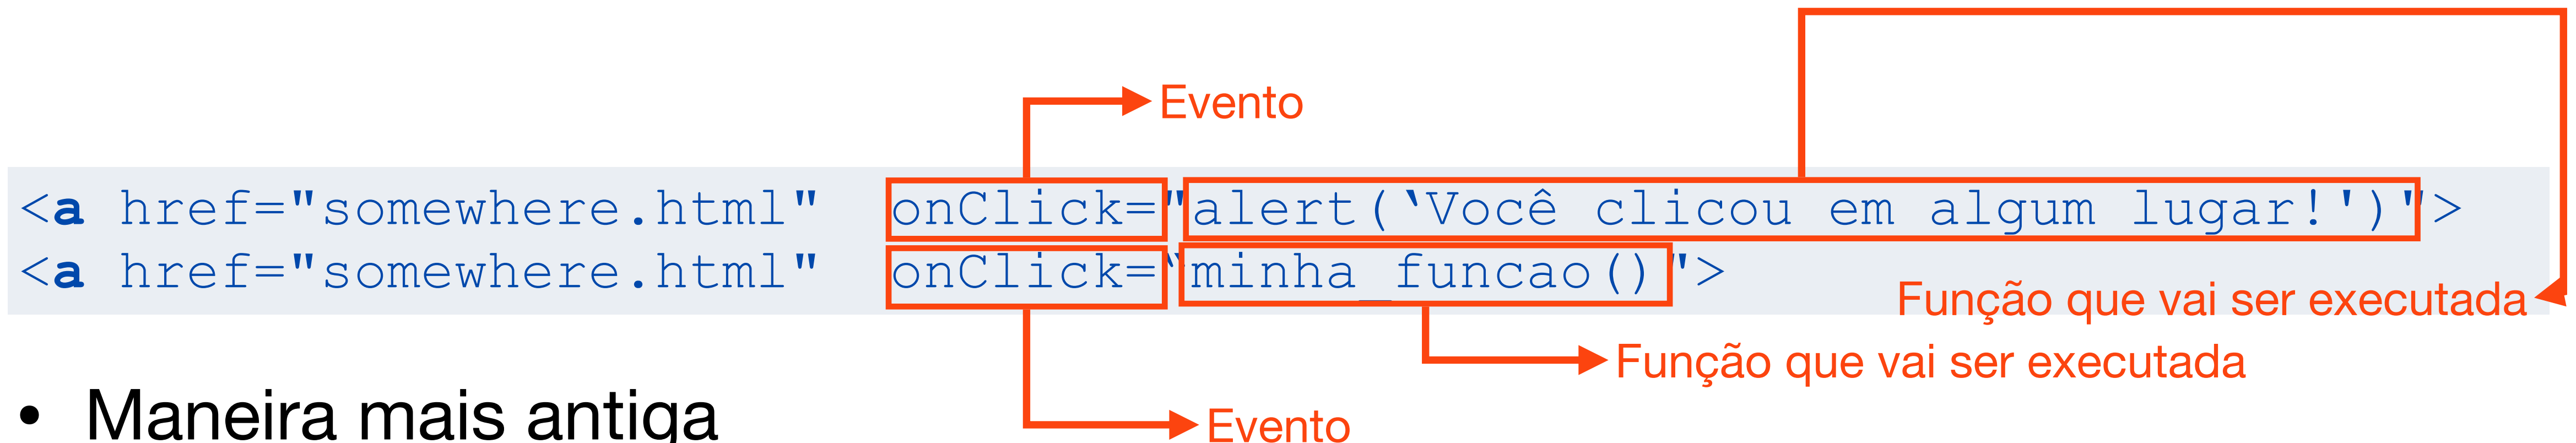 Evento
<a href="somewhere.html" onClick="alert(‘Você clicou em algum lugar!')">
<a href="somewhere.html" onClick=“minha_funcao()">
Função que vai ser executada
Função que vai ser executada
• Maneira mais antiga
Evento